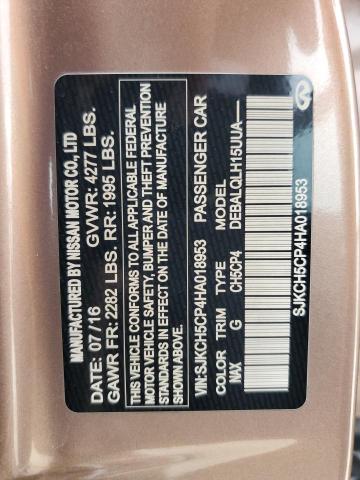 MANUFACTURED BY NISSAN MOTOR CO., LTD
DATE: 07/16 GVWR: 4277 LBS.
GAWR FR: 2282 LBS. RR: 1995 LBS.
THIS VEHICLE CONFORMS TO ALL APPLICABLE FEDERAL
MOTOR VEHICLE SAFETY, BUMPER AND THEFT PREVENTION
STANDARDS IN EFFECT ON THE DATE OF MANUFACTURE
SHOWN ABOVE.
VIN:SJKCH5CP4HA018953 PASSENGER CAR
COLOR TRIM TYPE DEBALQLH15UUA—
NAX G CH5CP4
SJKCH5CP4HA018953